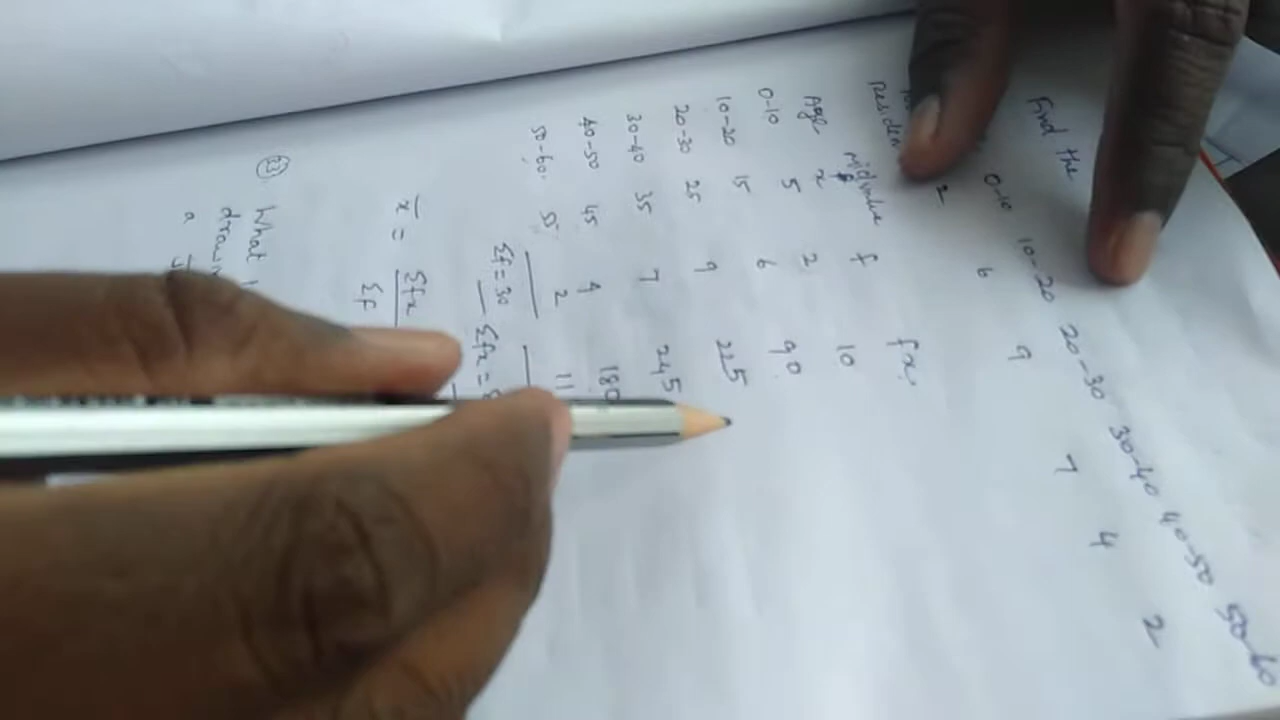 Find the
0-10 10-20 20-30 30-40 40-50 50-60
2 6 9 7 4 2
Age midvalue x f fx
0-10 5 2 10
10-20 15 6 90
20-30 25 9 225
30-40 35 7 245
40-50 45 4 180
50-60. 55 2 11
Σf = 30 Σfx =
x̄ = Σfx
Σf
23 What
a